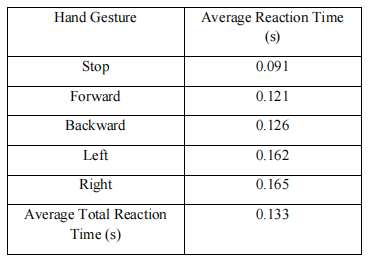 Hand Gesture Average Reaction Time
(s)
Stop 0.091
Forward 0.121
Backward 0.126
Left 0.162
Right 0.165
Average Total Reaction 0.133
Time (s)